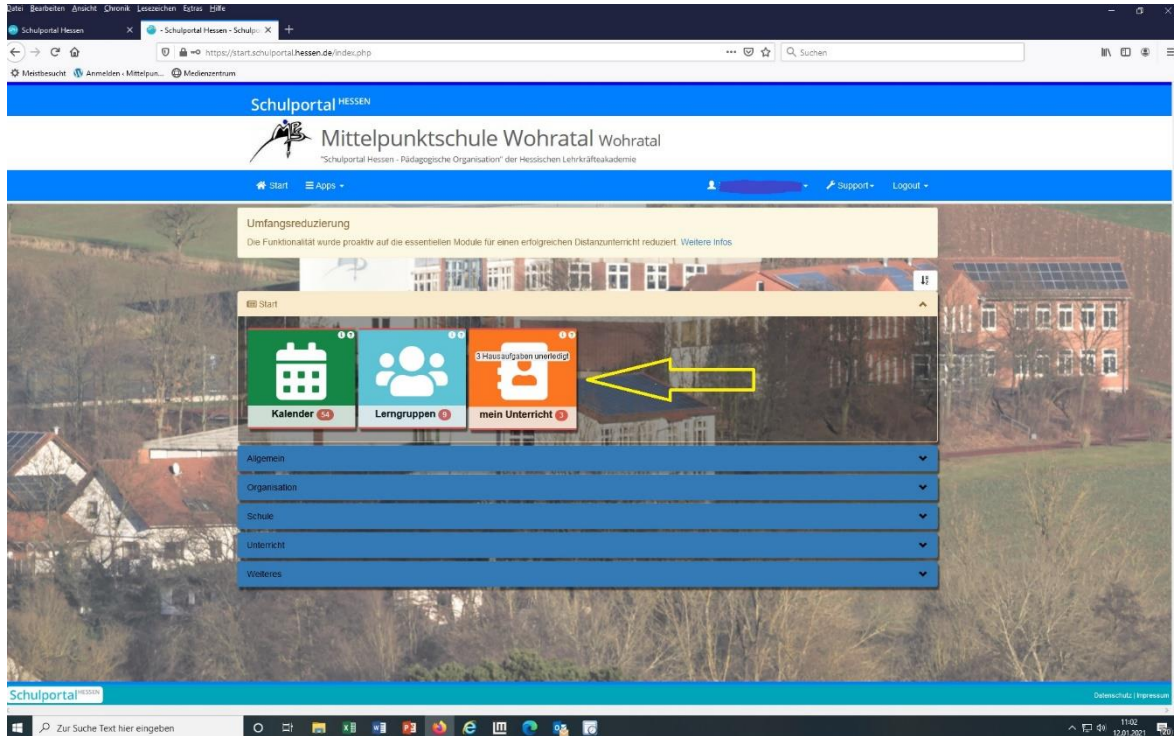 Datei Bearbeiten Ansicht Chronik Lesezeichen Extras Hilfe
Schulportal Hessen
- Schulportal Hessen - Schulpo
https://start.schulportal.hessen.de/index.php
Suchen
Meistbesucht Anmelden ‹ Mittelpun... Medienzentrum
Schulportal HESSEN
MPS
Mittelpunktschule Wohratal Wohratal
"Schulportal Hessen - Pädagogische Organisation" der Hessischen Lehrkräfteakademie
Start Apps Support Logout
Umfangsreduzierung
Die Funktionalität wurde proaktiv auf die essentiellen Module für einen erfolgreichen Distanzunterricht reduziert. Weitere Infos
Start
3 Hausaufgaben unerledigt
Kalender 54
Lerngruppen 9
mein Unterricht 3
Allgemein
Organisation
Schule
Unterricht
Weiteres
Schulportal HESSEN
Datenschutz | Impressum
Zur Suche Text hier eingeben
11:02
12.01.2021